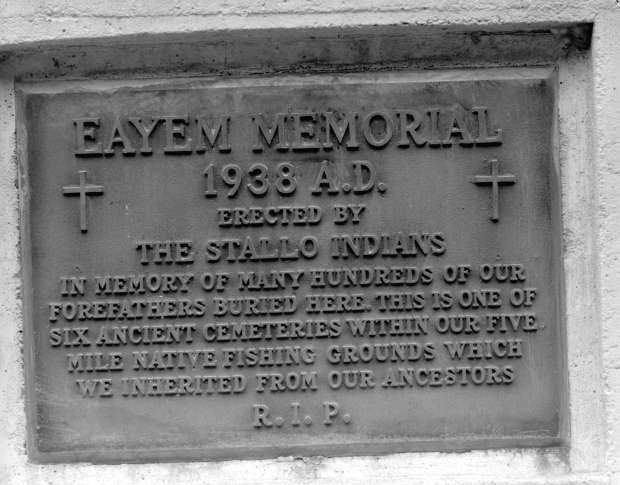 EAYEM MEMORIAL
1938 A.D.
ERECTED BY
THE STALLO INDIANS
IN MEMORY OF MANY HUNDREDS OF OUR
FOREFATHERS BURIED HERE. THIS IS ONE OF
SIX ANCIENT CEMETERIES WITHIN OUR FIVE
MILE NATIVE FISHING GROUNDS WHICH
WE INHERITED FROM OUR ANCESTORS
R. I. P.